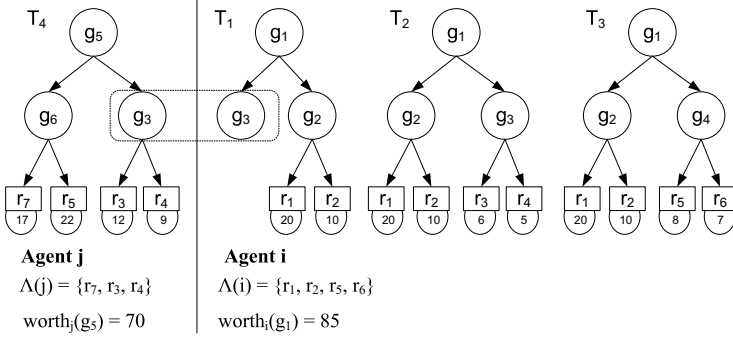 T4 g5 T1 g1 T2 g1 T3 g1
g6 g3 g3 g2 g2 g3 g2 g4
r7 r5 r3 r4 r1 r2 r1 r2 r3 r4 r1 r2 r5 r6
17 22 12 9 20 10 20 10 6 5 20 10 8 7
Agent j Agent i
Λ(j) = {r7, r3, r4} Λ(i) = {r1, r2, r5, r6}
worthj(g5) = 70 worthi(g1) = 85